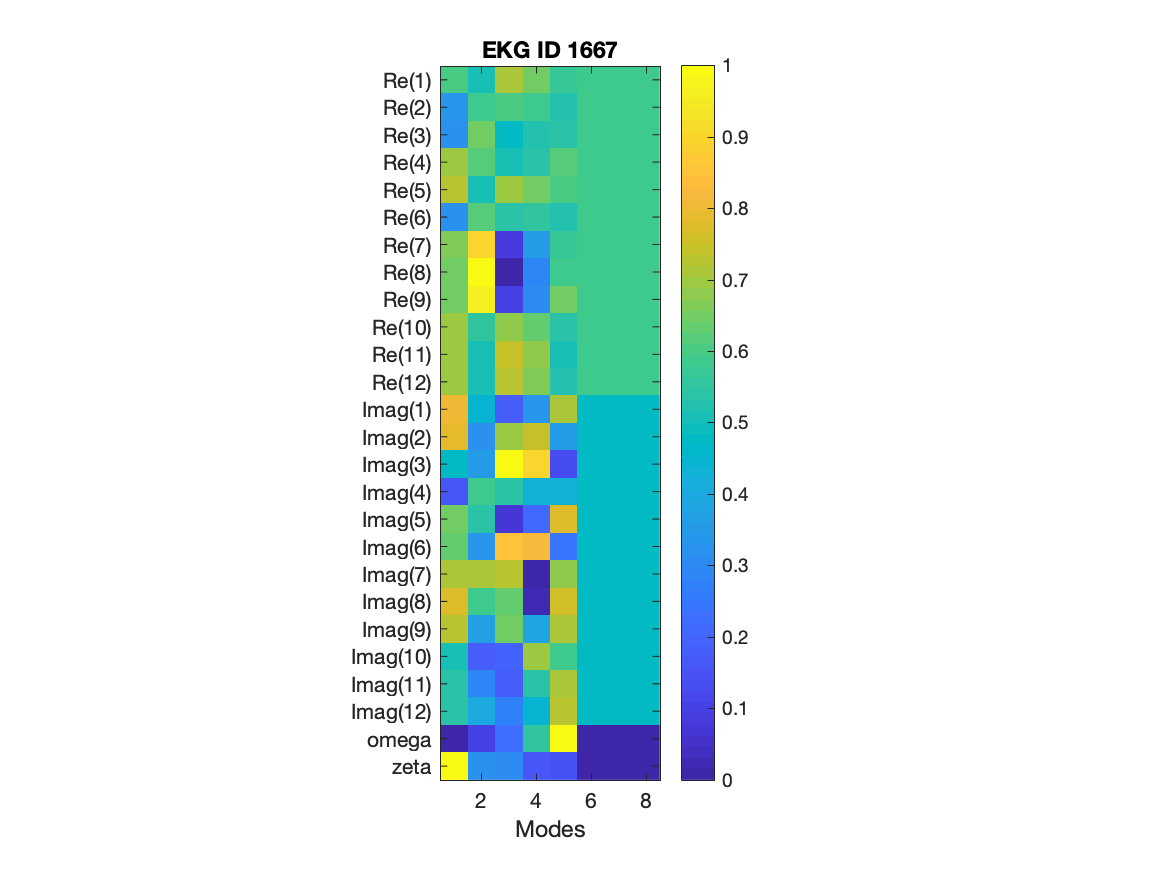 EKG ID 1667
Re(1)
Re(2)
Re(3)
Re(4)
Re(5)
Re(6)
Re(7)
Re(8)
Re(9)
Re(10)
Re(11)
Re(12)
Imag(1)
Imag(2)
Imag(3)
Imag(4)
Imag(5)
Imag(6)
Imag(7)
Imag(8)
Imag(9)
Imag(10)
Imag(11)
Imag(12)
omega
zeta
2 4 6 8
Modes
1
0.9
0.8
0.7
0.6
0.5
0.4
0.3
0.2
0.1
0